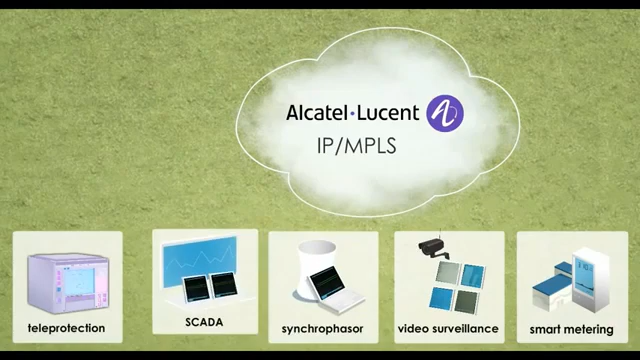 Alcatel·Lucent
IP/MPLS
teleprotection
SCADA
synchrophasor
video surveillance
smart metering